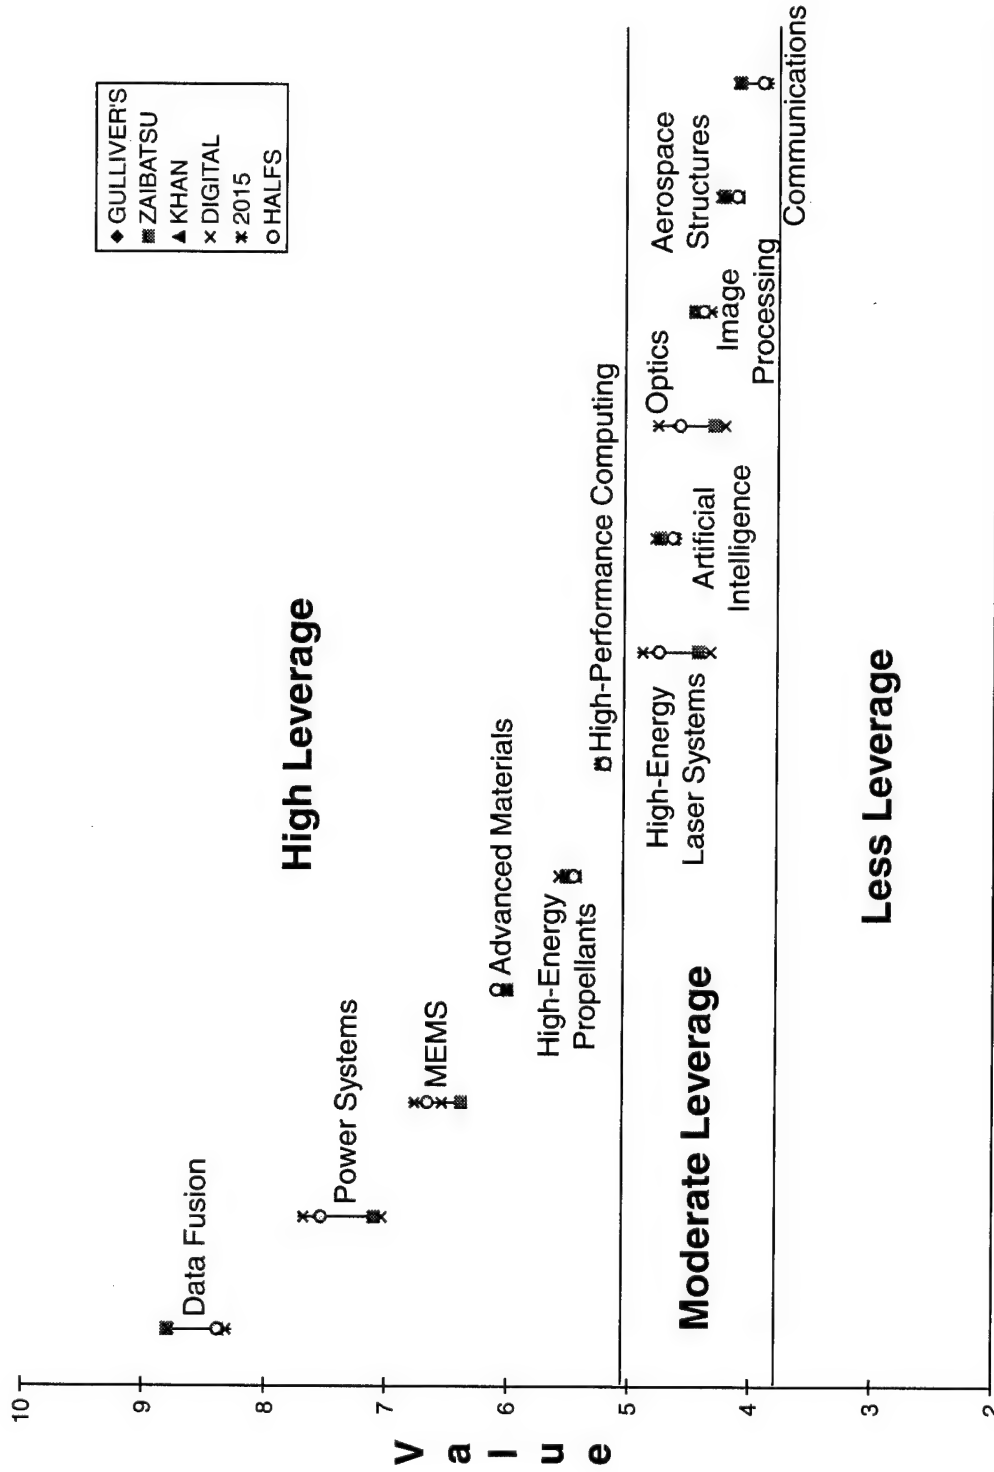 10
9
8
7
6
5
4
3
2
Value
◆ GULLIVER'S
ZAIBATSU
▲ KHAN
× DIGITAL
2015
○ HALFS
High Leverage
Moderate Leverage
Less Leverage
Data Fusion
Power Systems
MEMS
Advanced Materials
High-Energy
Propellants
High-Performance Computing
High-Energy
Laser Systems
Artificial
Intelligence
Optics
Image
Processing
Aerospace
Structures
Communications